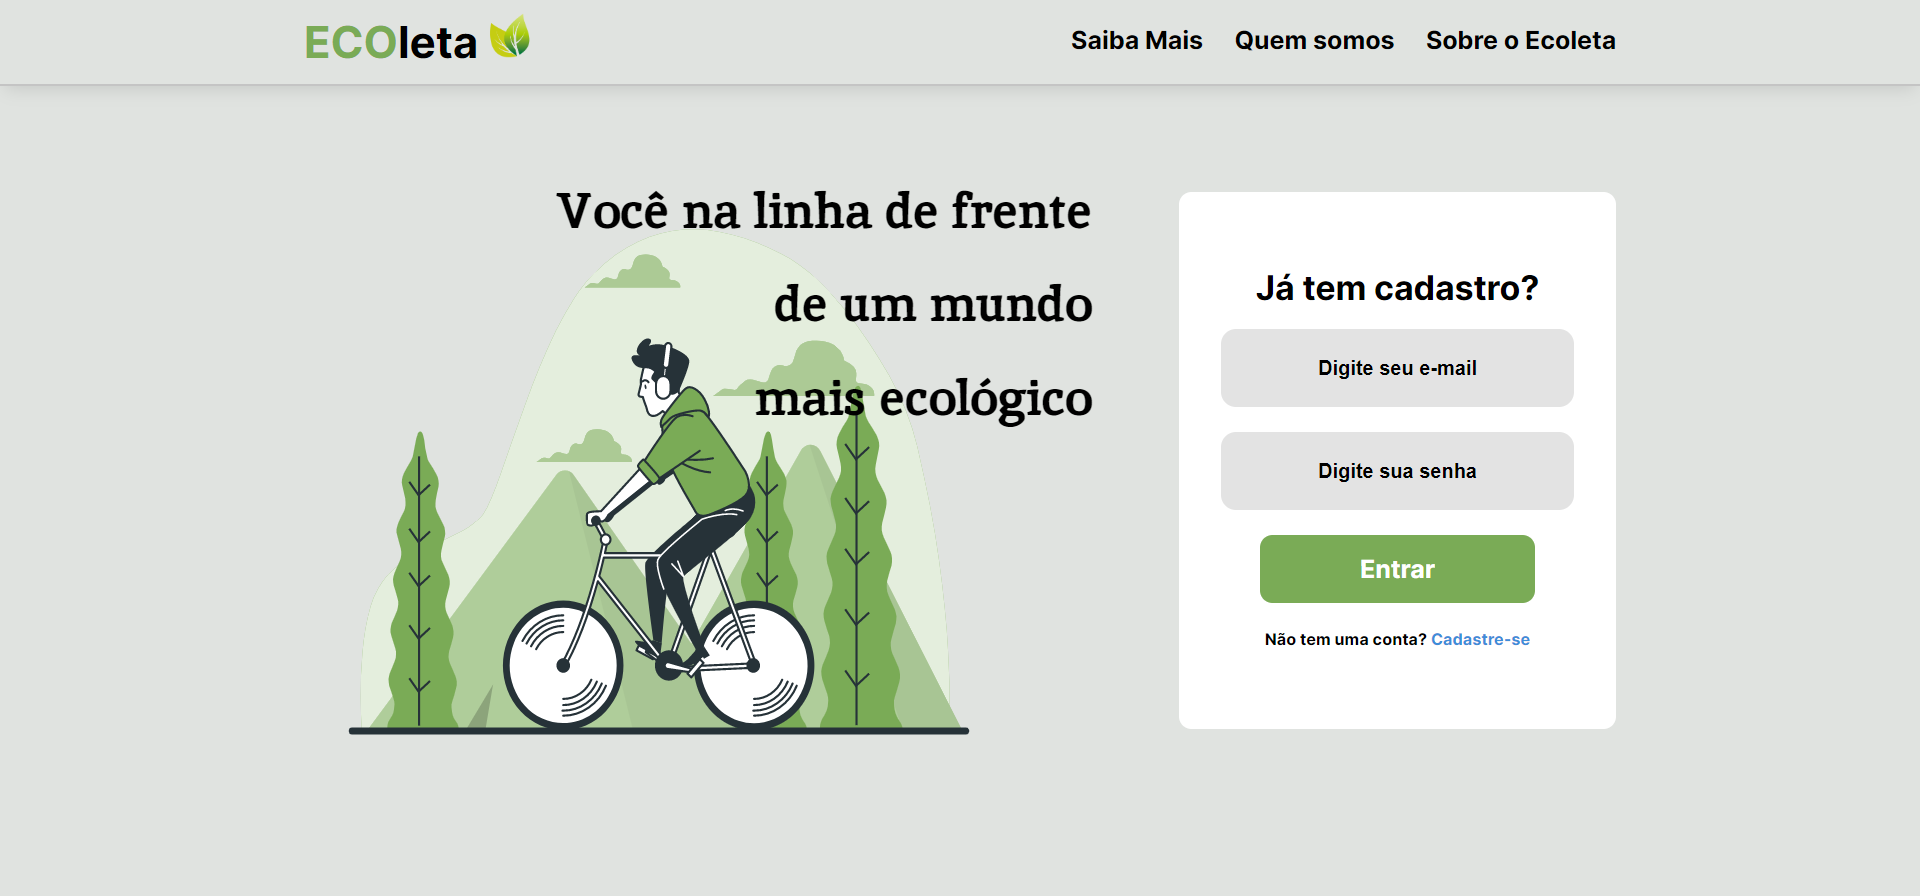 ECOleta
Saiba Mais Quem somos Sobre o Ecoleta
Você na linha de frente
de um mundo
mais ecológico
Já tem cadastro?
Digite seu e-mail
Digite sua senha
Entrar
Não tem uma conta? Cadastre-se